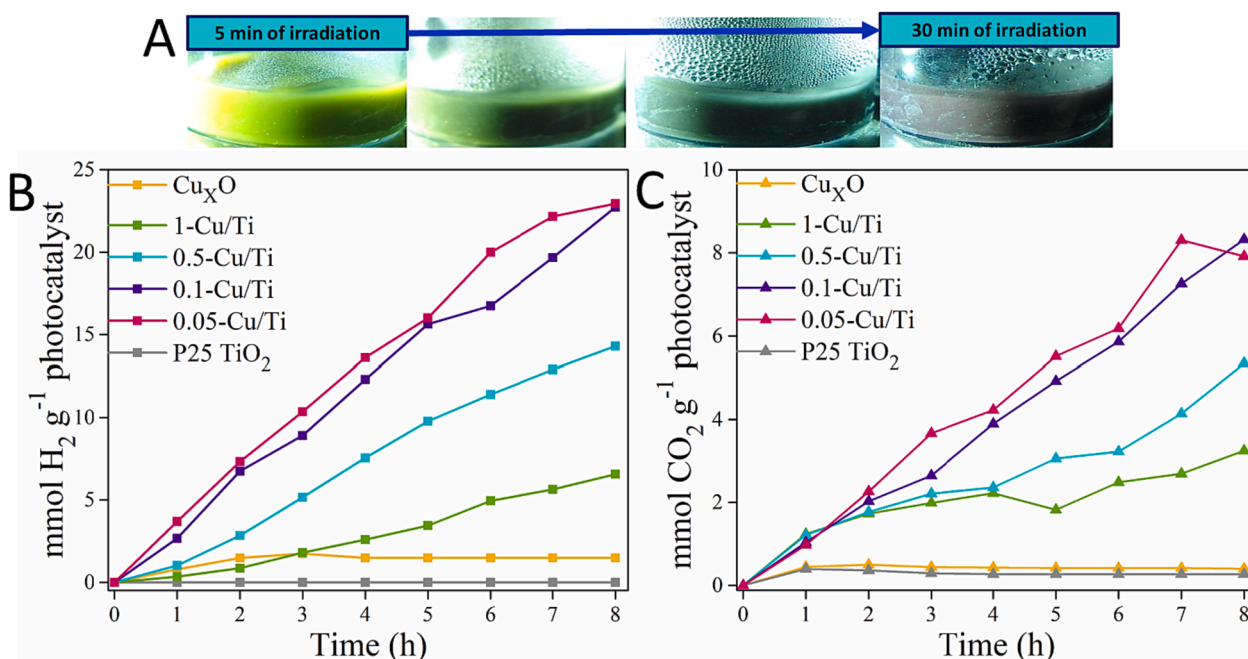 A
5 min of irradiation
30 min of irradiation
B
mmol H₂ g⁻¹ photocatalyst
25
20
15
10
5
0
CuₓO
1-Cu/Ti
0.5-Cu/Ti
0.1-Cu/Ti
0.05-Cu/Ti
P25 TiO₂
0 1 2 3 4 5 6 7 8
Time (h)
C
mmol CO₂ g⁻¹ photocatalyst
10
8
6
4
2
0
CuₓO
1-Cu/Ti
0.5-Cu/Ti
0.1-Cu/Ti
0.05-Cu/Ti
P25 TiO₂
0 1 2 3 4 5 6 7 8
Time (h)